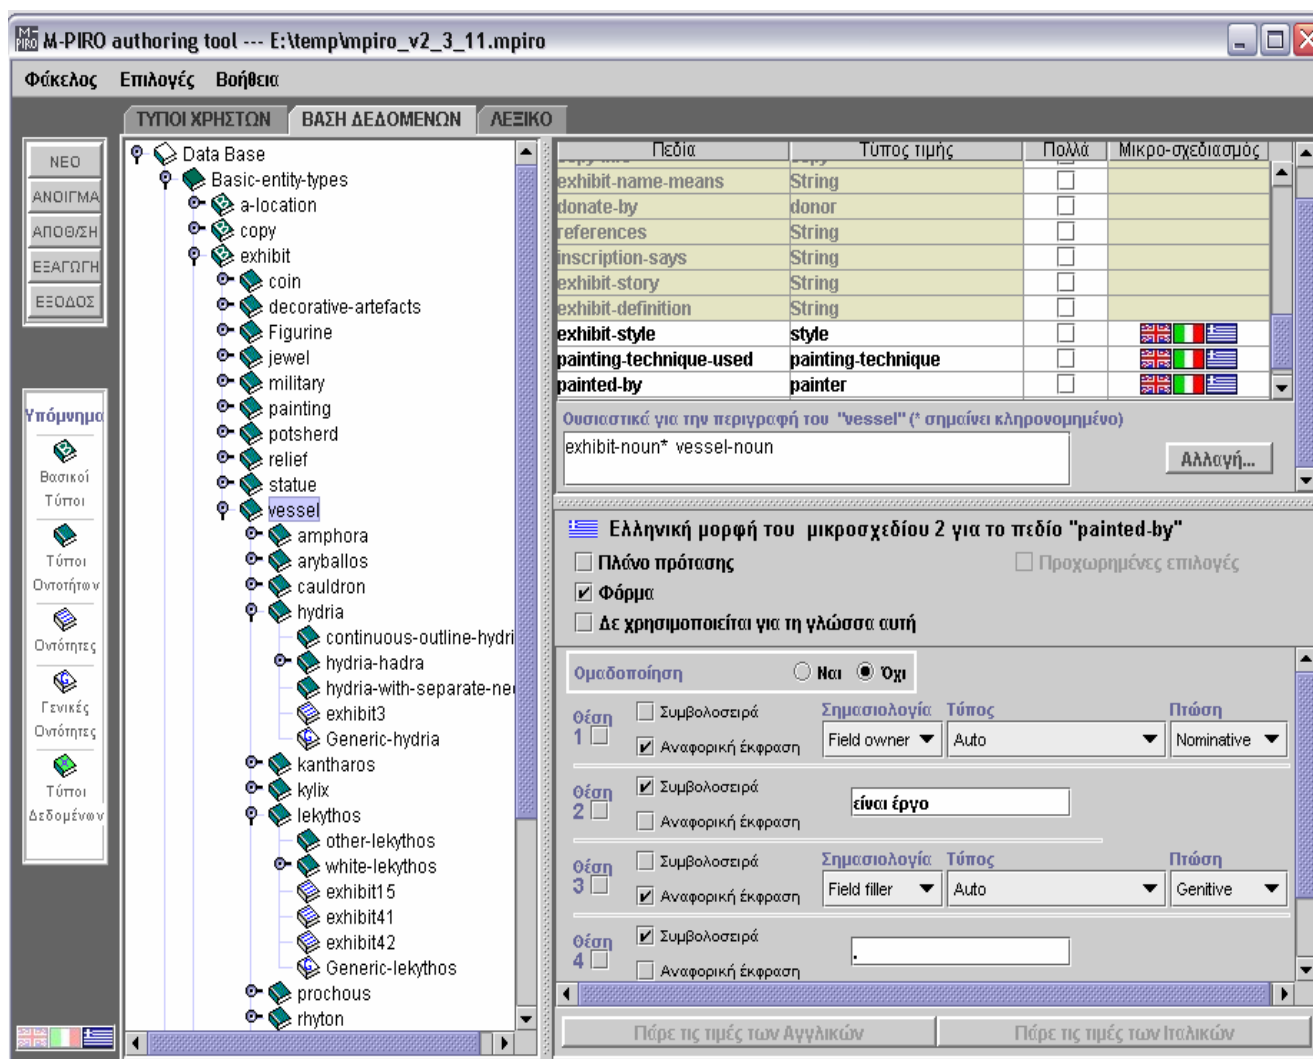 M-PIRO authoring tool --- E:\temp\mpiro_v2_3_11.mpiro
Φάκελος Επιλογές Βοήθεια
ΤΥΠΟΙ ΧΡΗΣΤΩΝ ΒΑΣΗ ΔΕΔΟΜΕΝΩΝ ΛΕΞΙΚΟ
ΝΕΟ
ΑΝΟΙΓΜΑ
ΑΠΟΘ/ΣΗ
ΕΞΑΓΩΓΗ
ΕΞΟΔΟΣ
Υπόμνημα
Βασικοί
Τύποι
Τύποι
Οντοτήτων
Οντότητες
Γενικές
Οντότητες
Τύποι
Δεδομένων
Data Base
Basic-entity-types
a-location
copy
exhibit
coin
decorative-artefacts
Figurine
jewel
military
painting
potsherd
relief
statue
vessel
amphora
aryballos
cauldron
hydria
continuous-outline-hydri
hydria-hadra
hydria-with-separate-ne
exhibit3
Generic-hydria
kantharos
kylix
lekythos
other-lekythos
white-lekythos
exhibit15
exhibit41
exhibit42
Generic-lekythos
prochous
rhyton
Πεδία Τύπος τιμής Πολλά Μικρο-σχεδιασμός
exhibit-name-means String
donate-by donor
references String
inscription-says String
exhibit-story String
exhibit-definition String
exhibit-style style
painting-technique-used painting-technique
painted-by painter
Ουσιαστικά για την περιγραφή του "vessel" (* σημαίνει κληρονομημένο)
exhibit-noun* vessel-noun
Αλλαγή...
Ελληνική μορφή του μικροσχεδίου 2 για το πεδίο "painted-by"
Πλάνο πρότασης Προχωρημένες επιλογές
Φόρμα
Δε χρησιμοποιείται για τη γλώσσα αυτή
Ομαδοποίηση Ναι Όχι
Θέση 1 Συμβολοσειρά Σημασιολογία Τύπος Πτώση
Αναφορική έκφραση Field owner Auto Nominative
Θέση 2 Συμβολοσειρά είναι έργο
Αναφορική έκφραση
Θέση 3 Συμβολοσειρά Σημασιολογία Τύπος Πτώση
Αναφορική έκφραση Field filler Auto Genitive
Θέση 4 Συμβολοσειρά .
Αναφορική έκφραση
Πάρε τις τιμές των Αγγλικών Πάρε τις τιμές των Ιταλικών